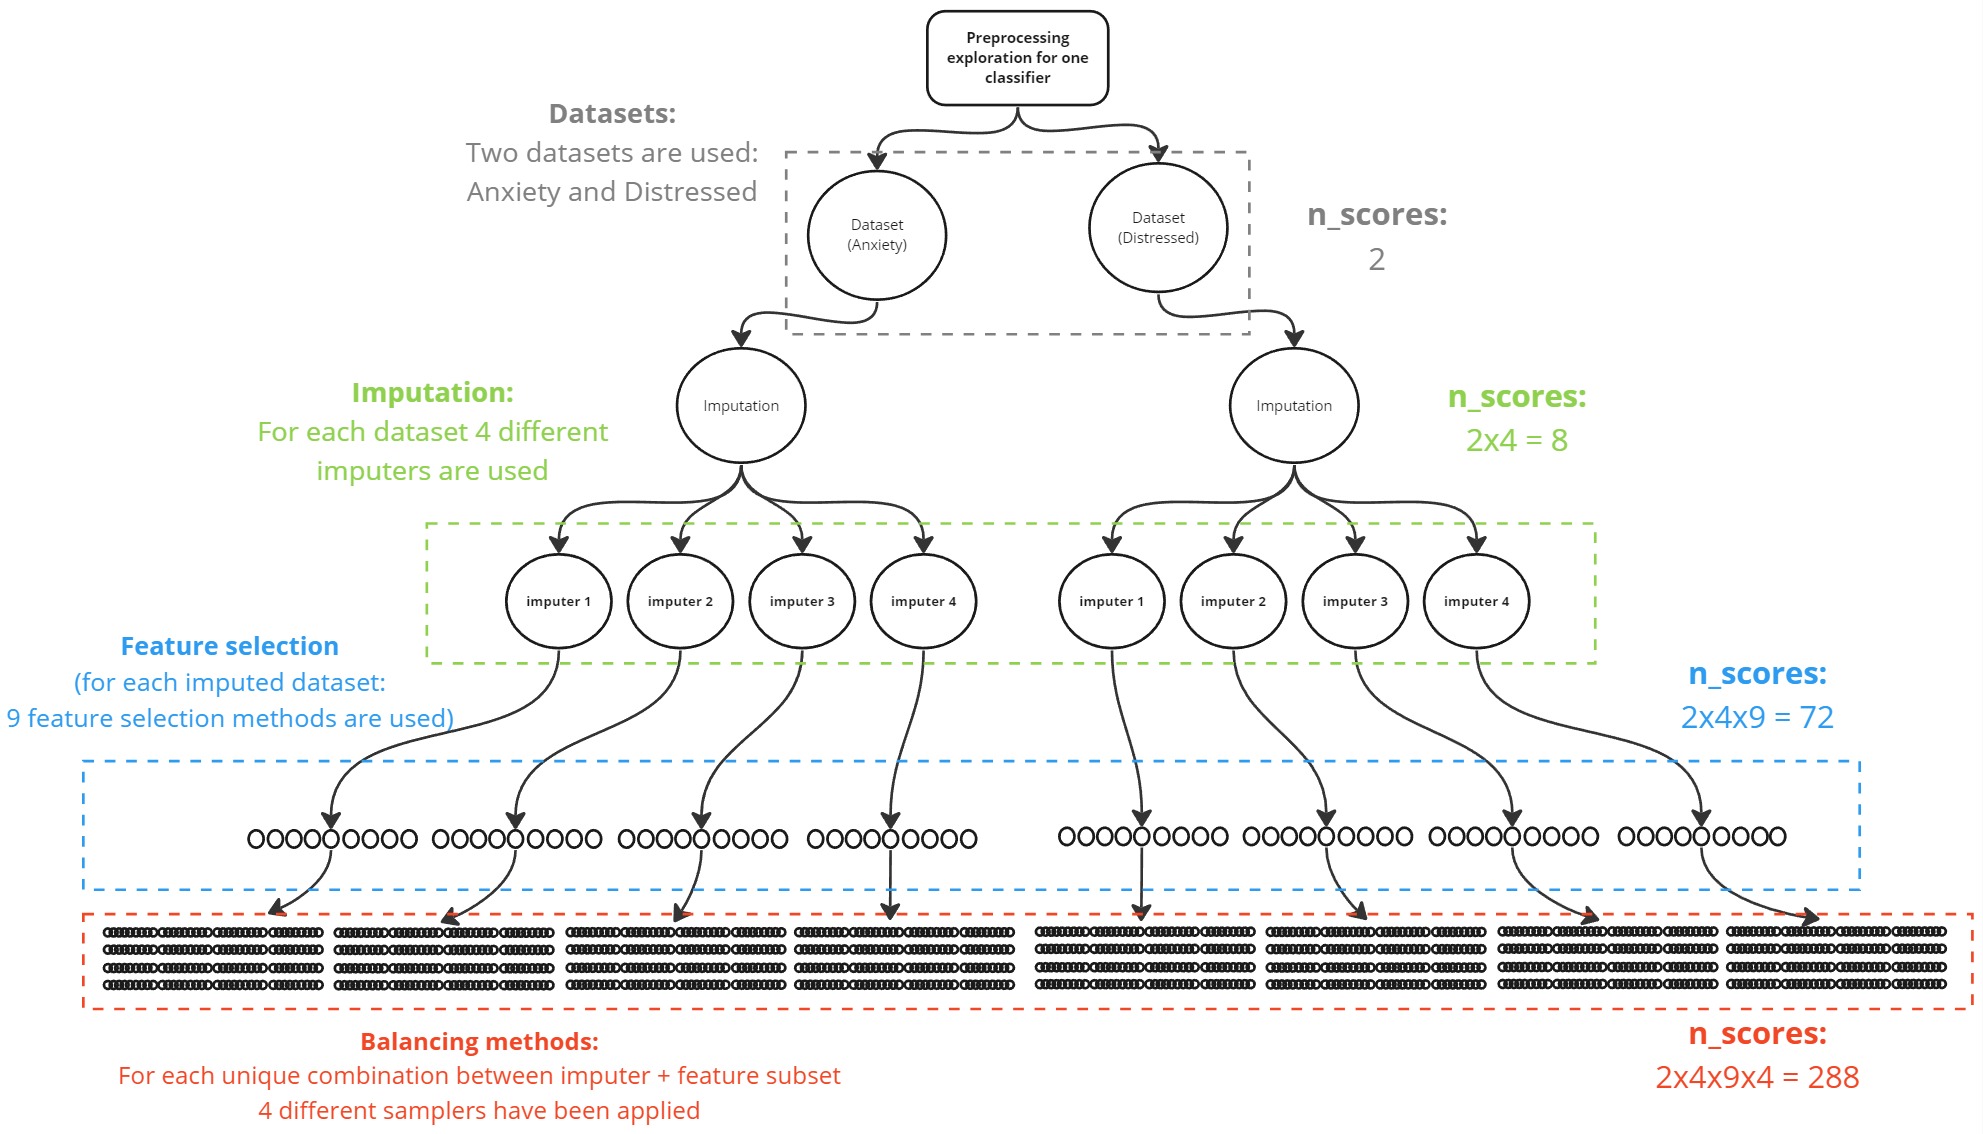 Preprocessing
exploration for one
classifier
Datasets:
Two datasets are used:
Anxiety and Distressed
Dataset
(Anxiety)
Dataset
(Distressed)
n_scores:
2
Imputation:
For each dataset 4 different
imputers are used
Imputation
Imputation
n_scores:
2x4 = 8
imputer 1
imputer 2
imputer 3
imputer 4
imputer 1
imputer 2
imputer 3
imputer 4
Feature selection
(for each imputed dataset:
9 feature selection methods are used)
n_scores:
2x4x9 = 72
Balancing methods:
For each unique combination between imputer + feature subset
4 different samplers have been applied
n_scores:
2x4x9x4 = 288